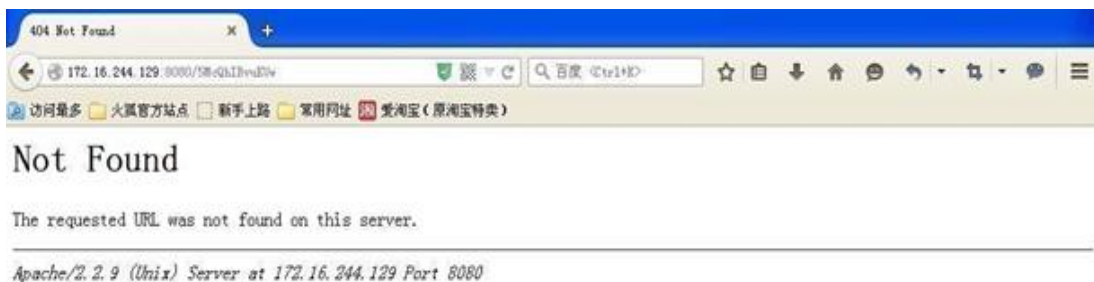 404 Not Found
172.16.244.129:8080/
百度 <Ctrl+K>
访问最多 火狐官方站点 新手上路 常用网址 爱淘宝(原淘宝特卖)
Not Found
The requested URL was not found on this server.
Apache/2.2.9 (Unix) Server at 172.16.244.129 Port 8080